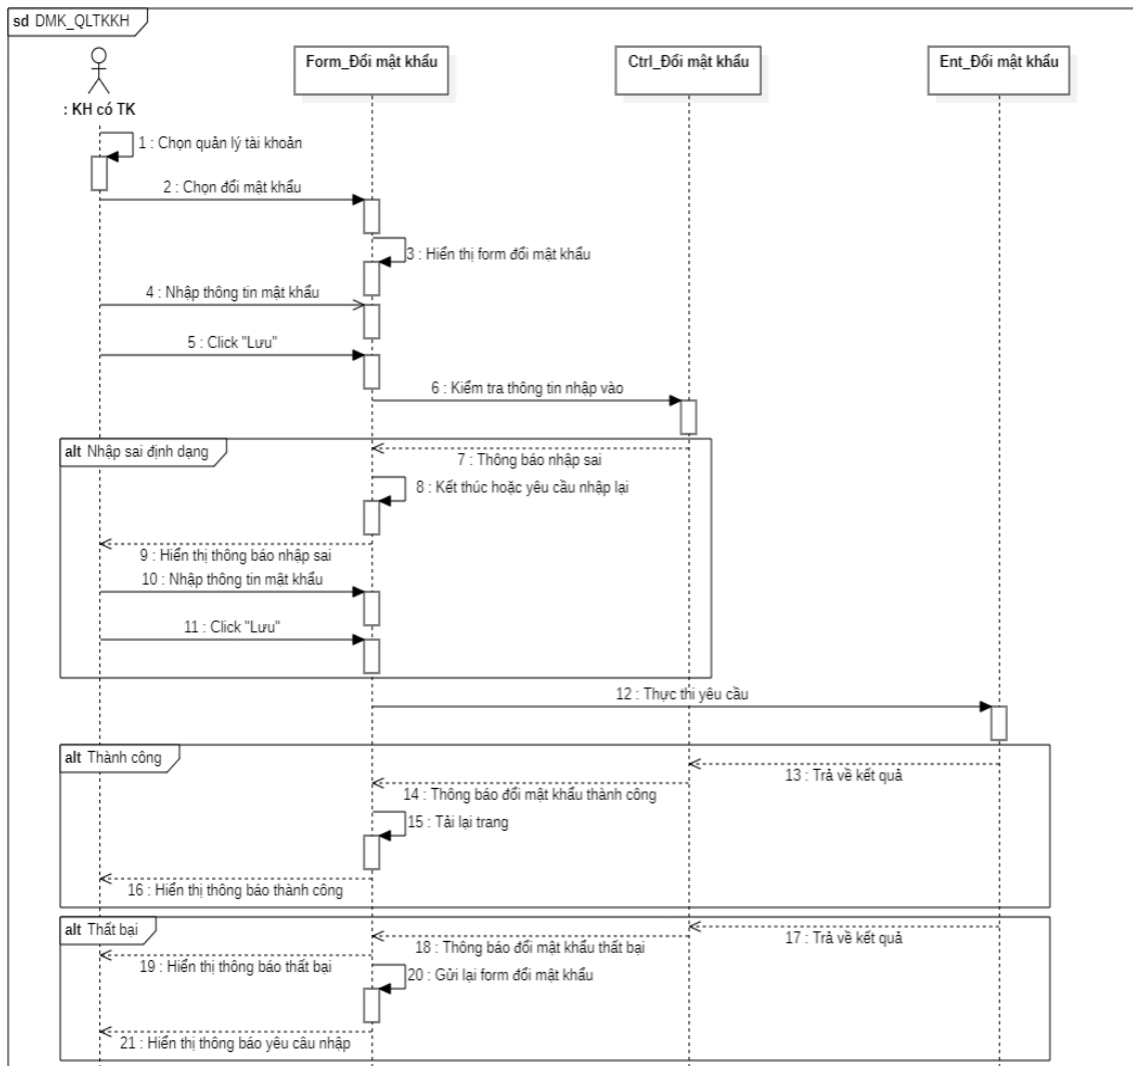 sd DMK_QLTKKH
Form_Đổi mật khẩu
Ctrl_Đổi mật khẩu
Ent_Đổi mật khẩu
: KH có TK
1 : Chọn quản lý tài khoản
2 : Chọn đổi mật khẩu
3 : Hiển thị form đổi mật khẩu
4 : Nhập thông tin mật khẩu
5 : Click "Lưu"
6 : Kiểm tra thông tin nhập vào
alt Nhập sai định dạng
7 : Thông báo nhập sai
8 : Kết thúc hoặc yêu cầu nhập lại
9 : Hiển thị thông báo nhập sai
10 : Nhập thông tin mật khẩu
11 : Click "Lưu"
12 : Thực thi yêu cầu
alt Thành công
13 : Trả về kết quả
14 : Thông báo đổi mật khẩu thành công
15 : Tải lại trang
16 : Hiển thị thông báo thành công
alt Thất bại
17 : Trả về kết quả
18 : Thông báo đổi mật khẩu thất bại
19 : Hiển thị thông báo thất bại
20 : Gửi lại form đổi mật khẩu
21 : Hiển thị thông báo yêu câu nhập